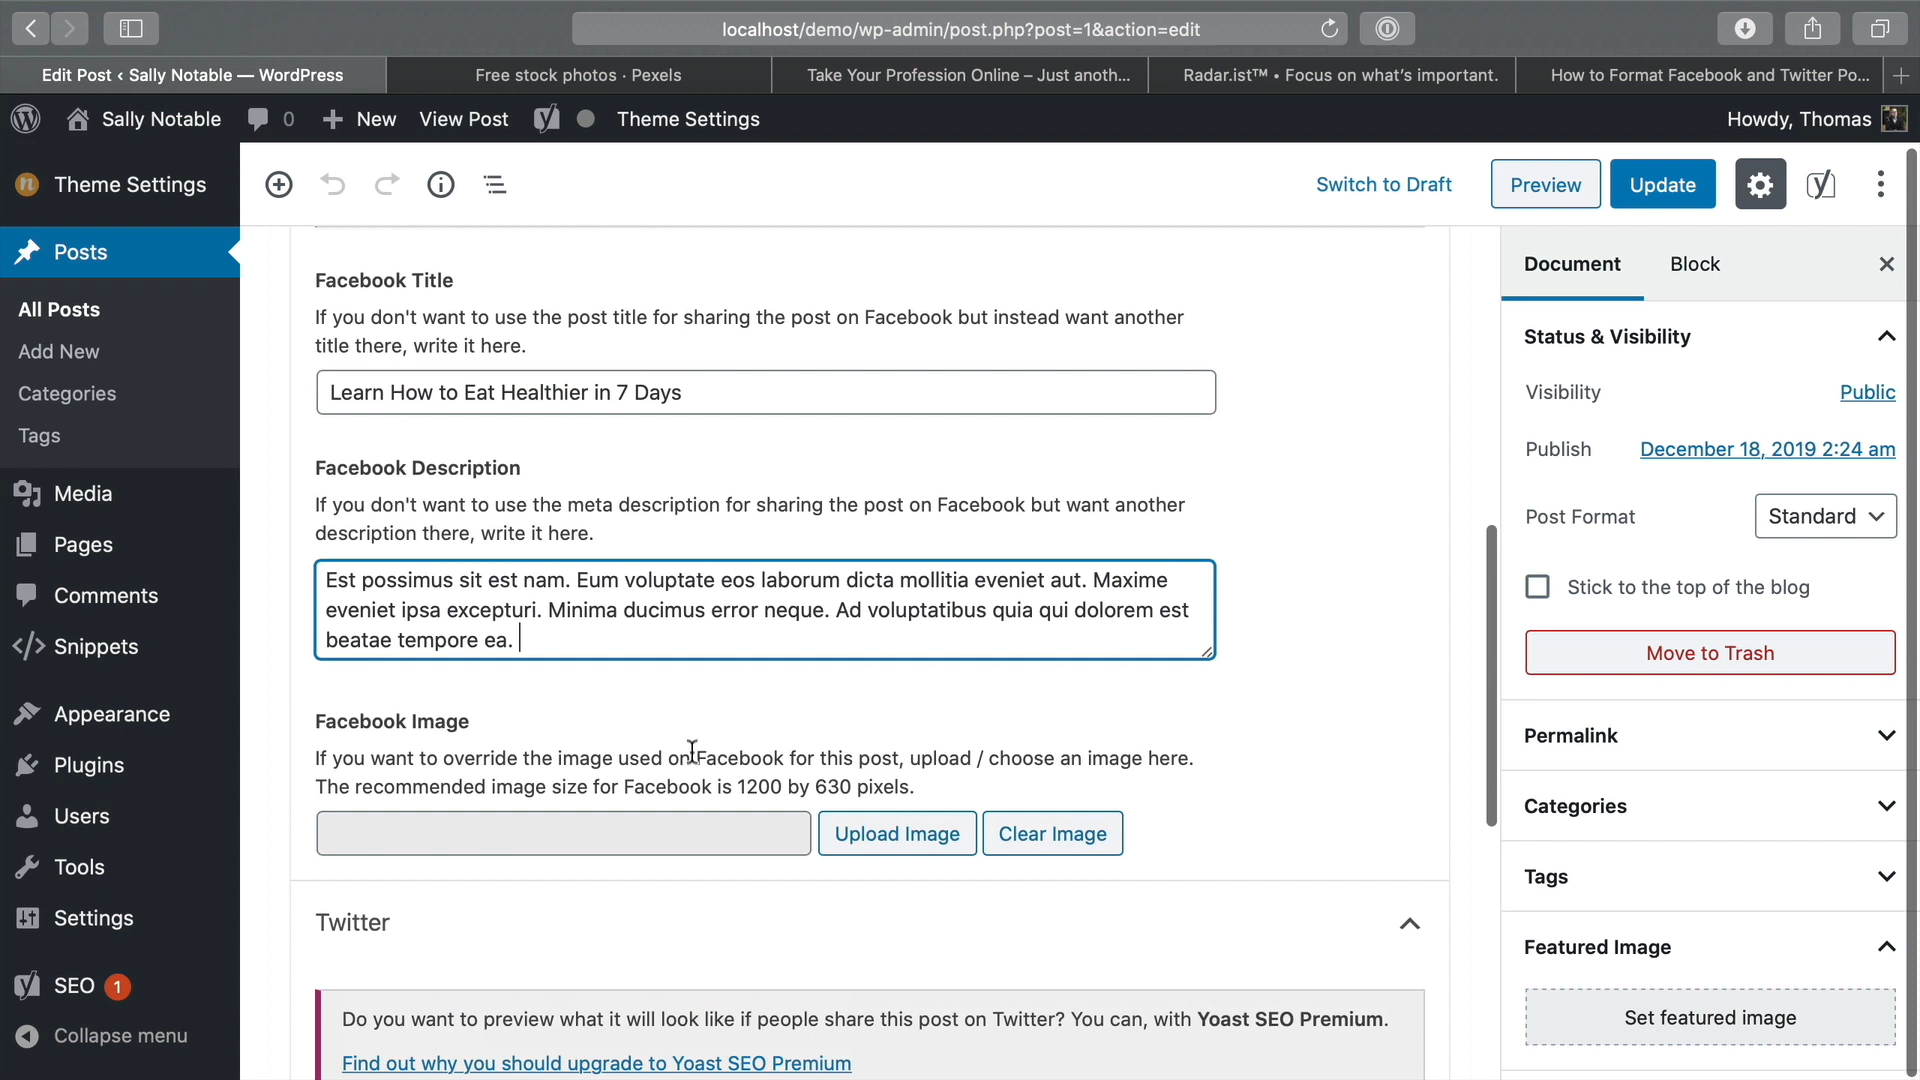 localhost/demo/wp-admin/post.php?post=1&action=edit
Edit Post ‹ Sally Notable — WordPress
Free stock photos · Pexels
Take Your Profession Online – Just anoth...
Radar.ist™ • Focus on what's important.
How to Format Facebook and Twitter Po...
Sally Notable
0
New
View Post
Theme Settings
Howdy, Thomas
Theme Settings
Posts
All Posts
Add New
Categories
Tags
Media
Pages
Comments
Snippets
Appearance
Plugins
Users
Tools
Settings
SEO 1
Collapse menu
Switch to Draft
Preview
Update
Facebook Title
If you don't want to use the post title for sharing the post on Facebook but instead want another
title there, write it here.
Learn How to Eat Healthier in 7 Days
Facebook Description
If you don't want to use the meta description for sharing the post on Facebook but want another
description there, write it here.
Est possimus sit est nam. Eum voluptate eos laborum dicta mollitia eveniet aut. Maxime
eveniet ipsa excepturi. Minima ducimus error neque. Ad voluptatibus quia qui dolorem est
beatae tempore ea.
Facebook Image
If you want to override the image used on Facebook for this post, upload / choose an image here.
The recommended image size for Facebook is 1200 by 630 pixels.
Upload Image
Clear Image
Twitter
Do you want to preview what it will look like if people share this post on Twitter? You can, with Yoast SEO Premium.
Find out why you should upgrade to Yoast SEO Premium
Document
Block
Status & Visibility
Visibility
Public
Publish
December 18, 2019 2:24 am
Post Format
Standard
Stick to the top of the blog
Move to Trash
Permalink
Categories
Tags
Featured Image
Set featured image